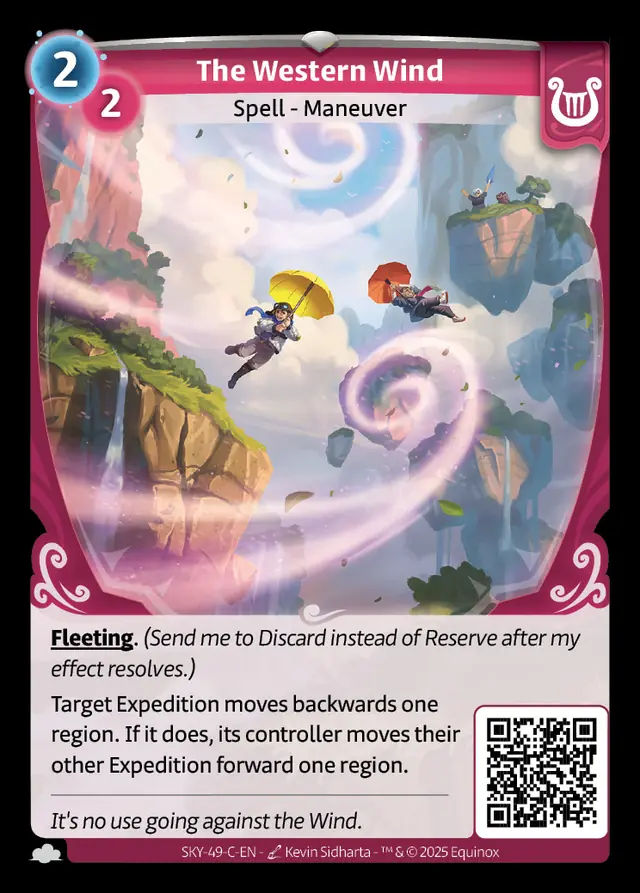 2
The Western Wind
2
Spell - Maneuver
Fleeting. (Send me to Discard instead of Reserve after my
effect resolves.)
Target Expedition moves backwards one
region. If it does, its controller moves their
other Expedition forward one region.
It's no use going against the Wind.
SKY-49-C-EN - Kevin Sidharta - ™ & © 2025 Equinox